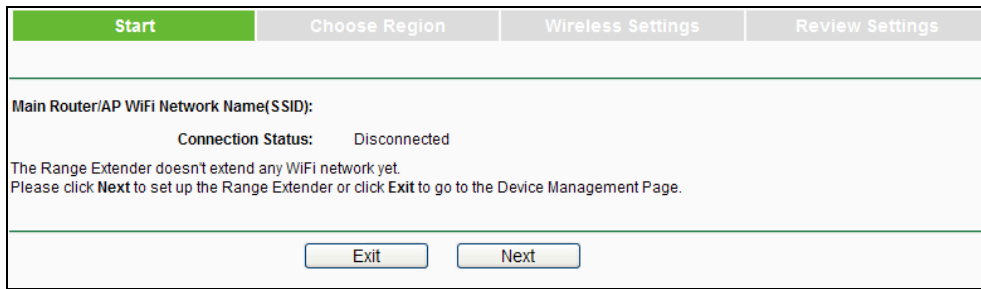 Start Choose Region Wireless Settings Review Settings
Main Router/AP WiFi Network Name(SSID):
Connection Status: Disconnected
The Range Extender doesn't extend any WiFi network yet.
Please click Next to set up the Range Extender or click Exit to go to the Device Management Page.
Exit Next